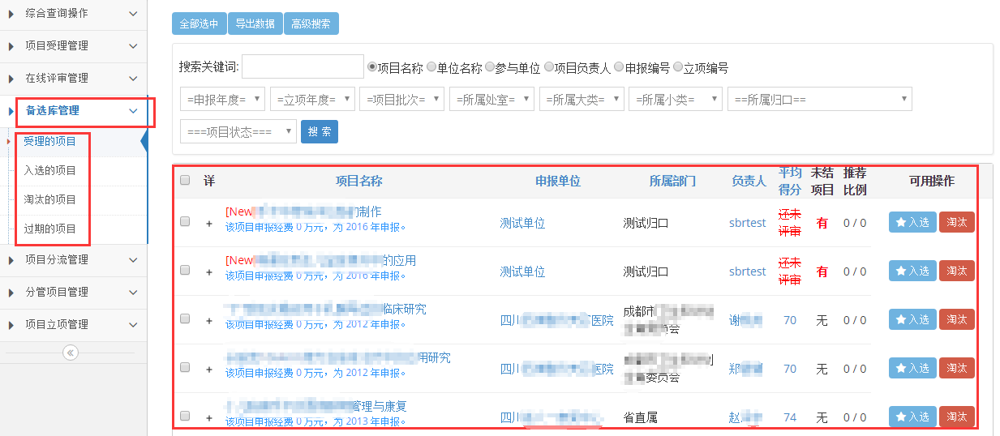 综合查询操作
项目受理管理
在线评审管理
备选库管理
受理的项目
入选的项目
淘汰的项目
过期的项目
项目分流管理
分管项目管理
项目立项管理
全部选中 导出数据 高级搜索
搜索关键词: 项目名称 单位名称 参与单位 项目负责人 申报编号 立项编号
=申报年度= =立项年度= =项目批次= =所属处室= =所属大类= =所属小类= ==所属归口==
===项目状态=== 搜 索
详 项目名称 申报单位 所属部门 负责人 平均得分 未结项目 推荐比例 可用操作
+ [New 的制作 测试单位 测试归口 sbrtest 还未评审 有 0 / 0 入选 淘汰
该项目申报经费 0 万元，为 2016 年申报。
+ [New 的应用 测试单位 测试归口 sbrtest 还未评审 有 0 / 0 入选 淘汰
该项目申报经费 0 万元，为 2016 年申报。
+ 临床研究 四川 医院 成都市 员会 谢 70 无 0 / 0 入选 淘汰
该项目申报经费 0 万元，为 2012 年申报。
+ 用研究 四川 医院 委员会 郑 70 无 0 / 0 入选 淘汰
该项目申报经费 0 万元，为 2012 年申报。
+ 管理与康复 四川 省直属 赵 74 无 0 / 0 入选 淘汰
该项目申报经费 0 万元，为 2013 年申报。